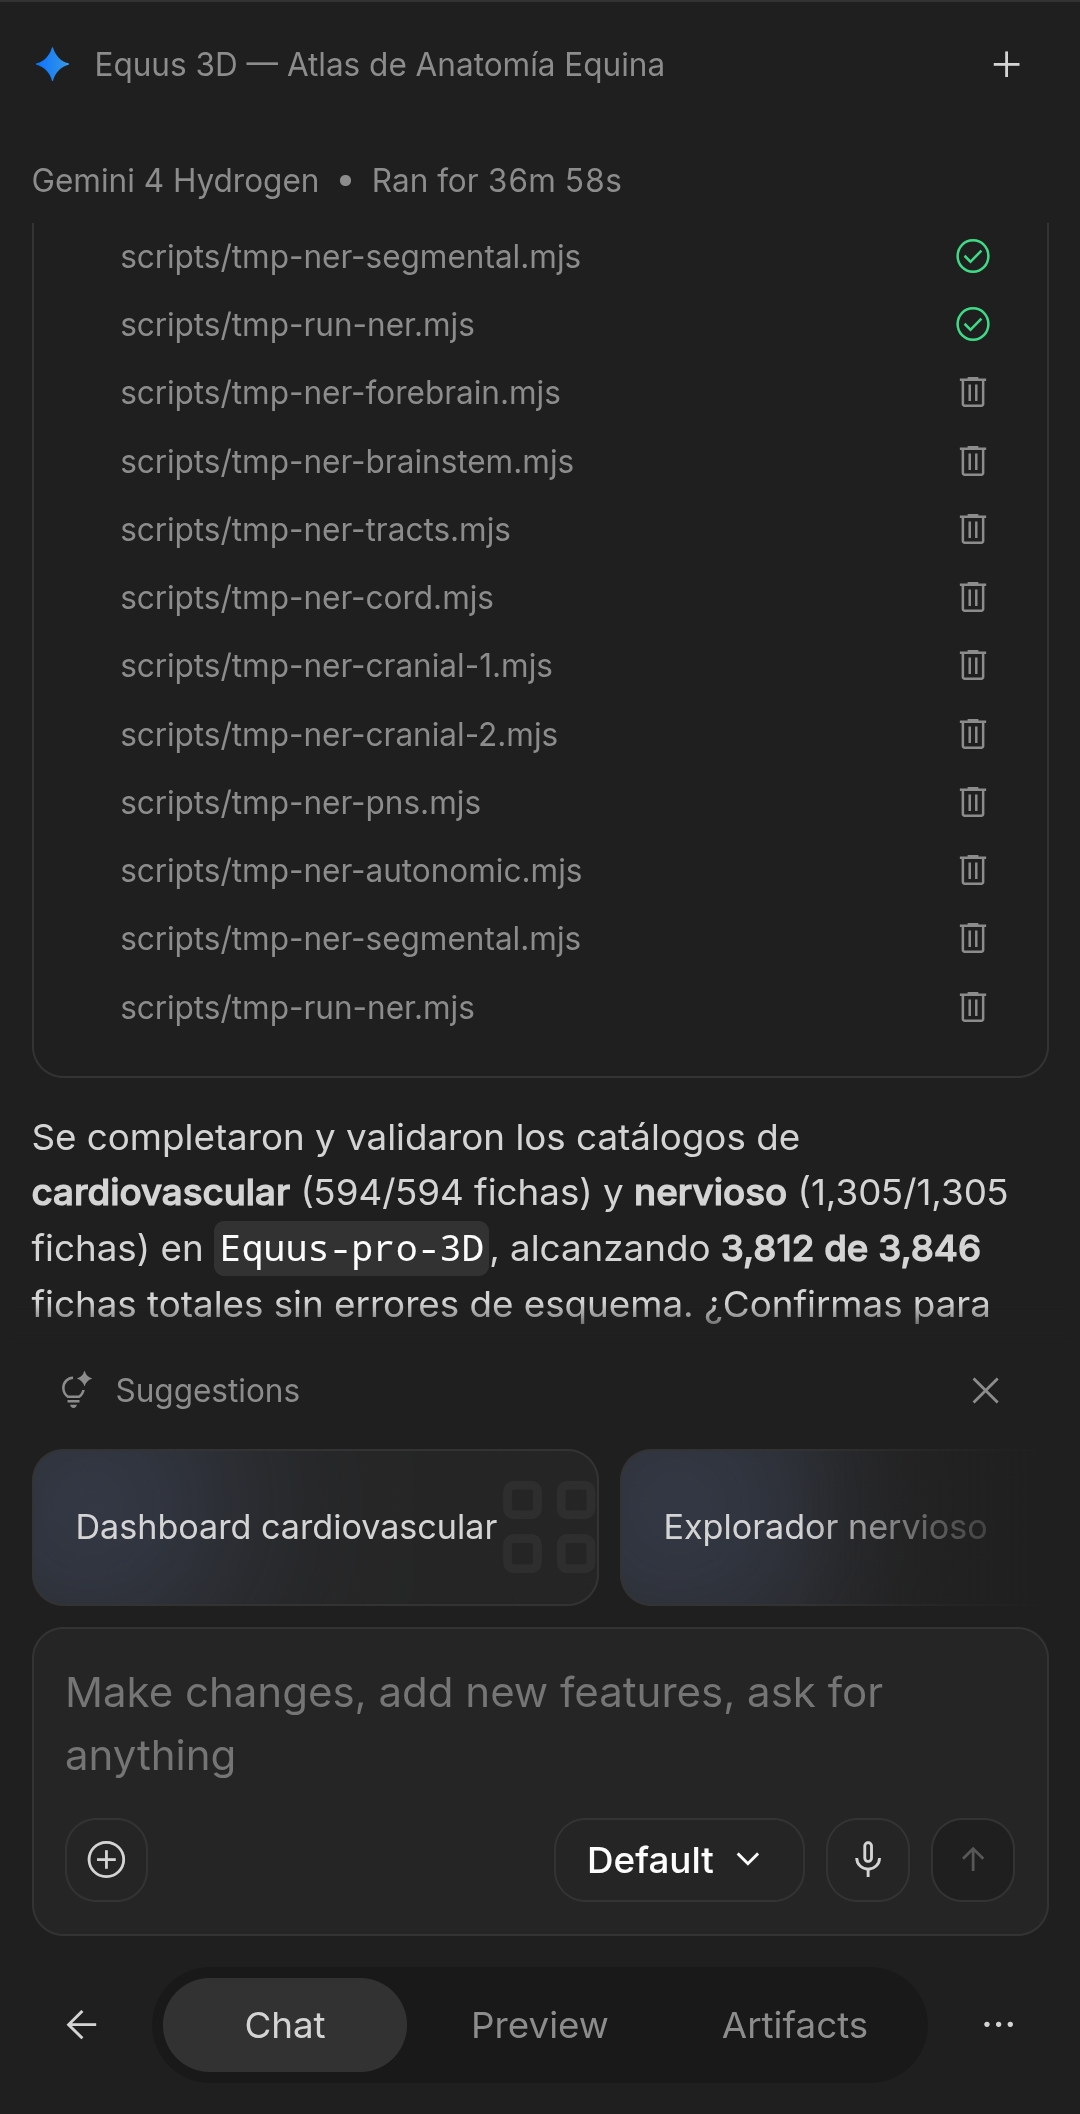 Equus 3D — Atlas de Anatomía Equina
Gemini 4 Hydrogen • Ran for 36m 58s
scripts/tmp-ner-segmental.mjs
scripts/tmp-run-ner.mjs
scripts/tmp-ner-forebrain.mjs
scripts/tmp-ner-brainstem.mjs
scripts/tmp-ner-tracts.mjs
scripts/tmp-ner-cord.mjs
scripts/tmp-ner-cranial-1.mjs
scripts/tmp-ner-cranial-2.mjs
scripts/tmp-ner-pns.mjs
scripts/tmp-ner-autonomic.mjs
scripts/tmp-ner-segmental.mjs
scripts/tmp-run-ner.mjs
Se completaron y validaron los catálogos de
cardiovascular (594/594 fichas) y nervioso (1,305/1,305
fichas) en Equus-pro-3D, alcanzando 3,812 de 3,846
fichas totales sin errores de esquema. ¿Confirmas para
Suggestions
Dashboard cardiovascular
Explorador nervioso
Make changes, add new features, ask for
anything
Default
Chat
Preview
Artifacts